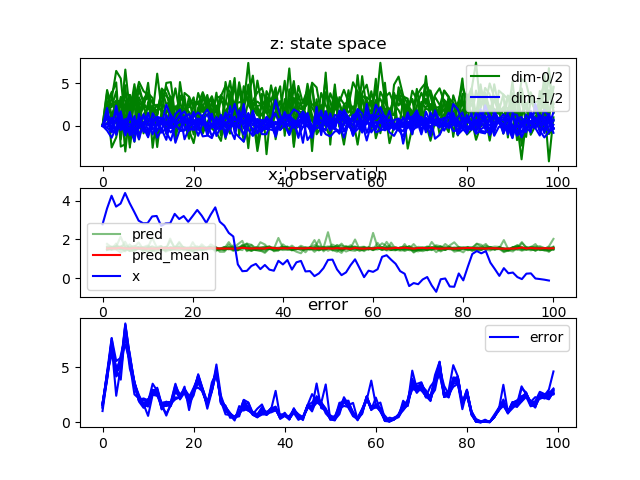 z: state space
5
0
dim-0/2
dim-1/2
0 20 40 60 80 100
x: observation
4
2
0
pred
pred_mean
x
0 20 40 60 80 100
error
5
0
error
0 20 40 60 80 100